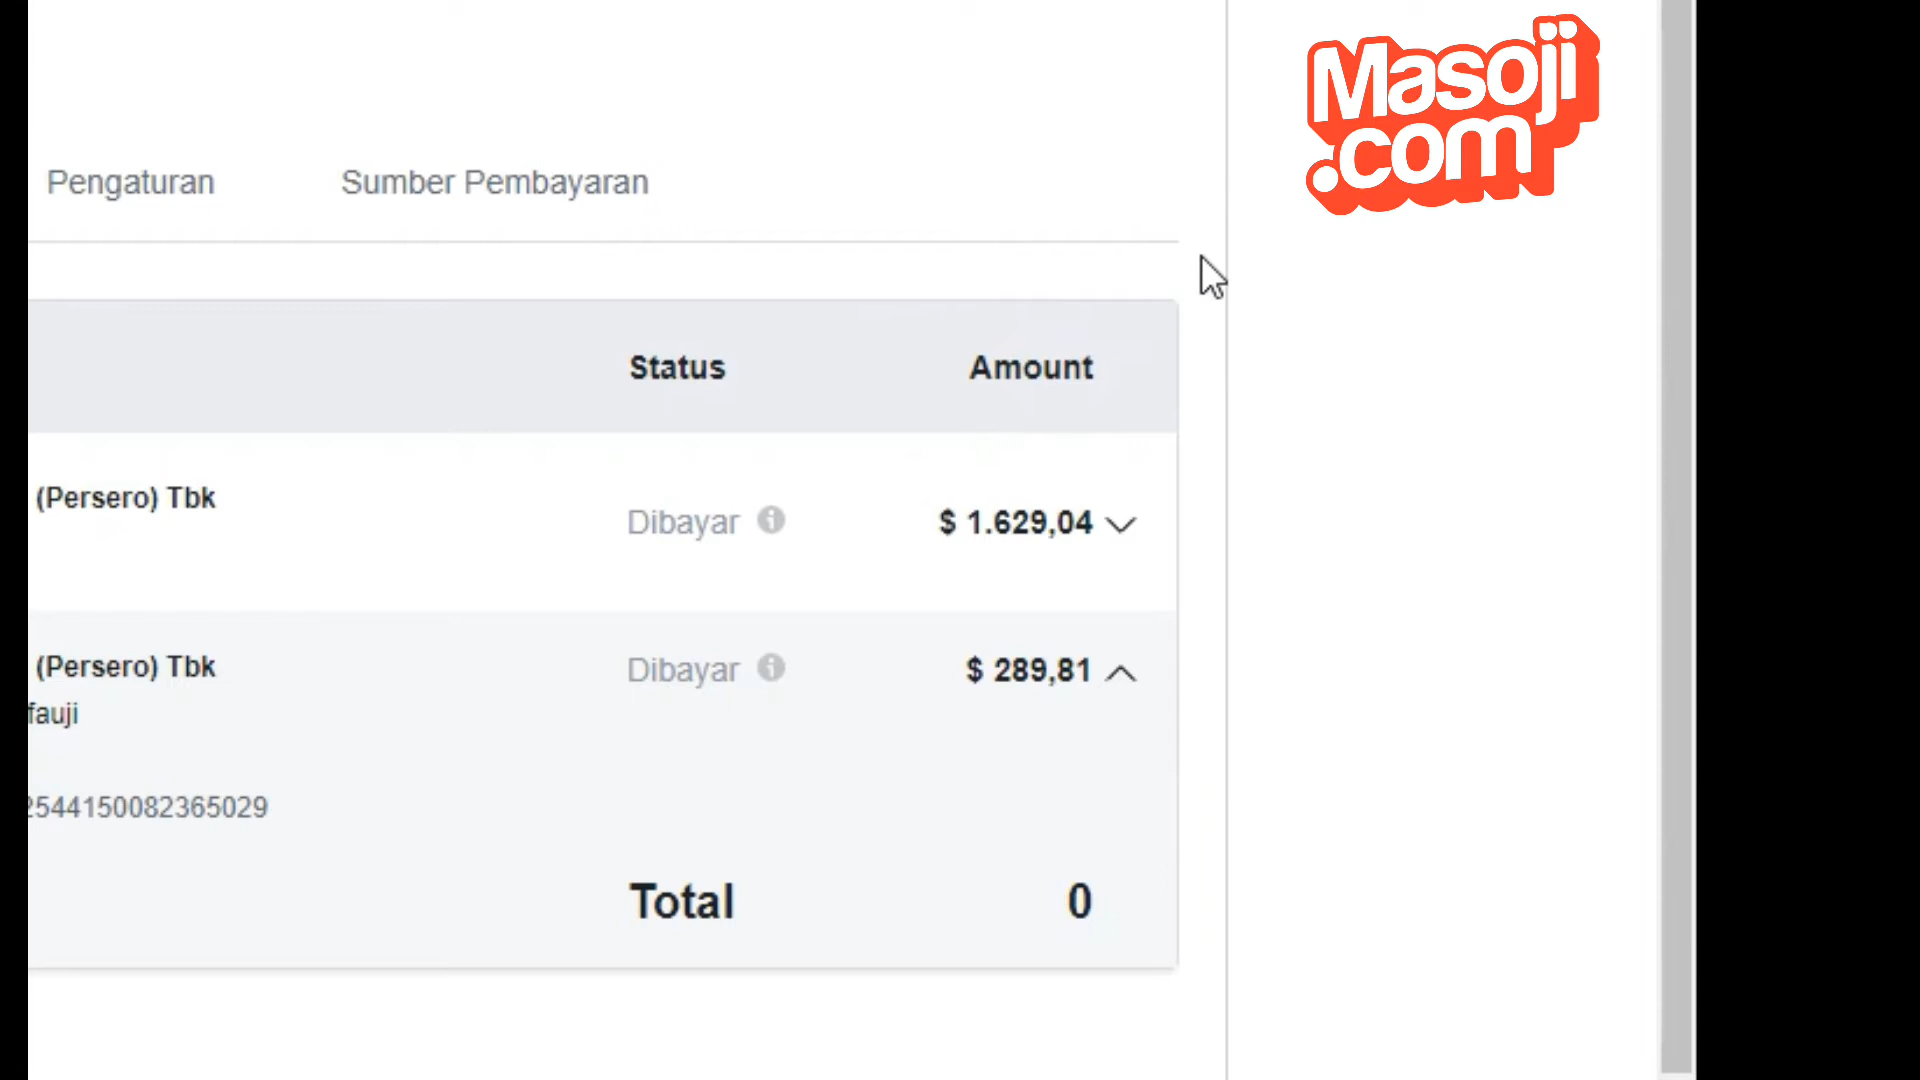 Masoji
.com
Pengaturan Sumber Pembayaran
Status Amount
(Persero) Tbk
Dibayar $ 1.629,04
(Persero) Tbk Dibayar $ 289,81
fauji
2544150082365029
Total 0